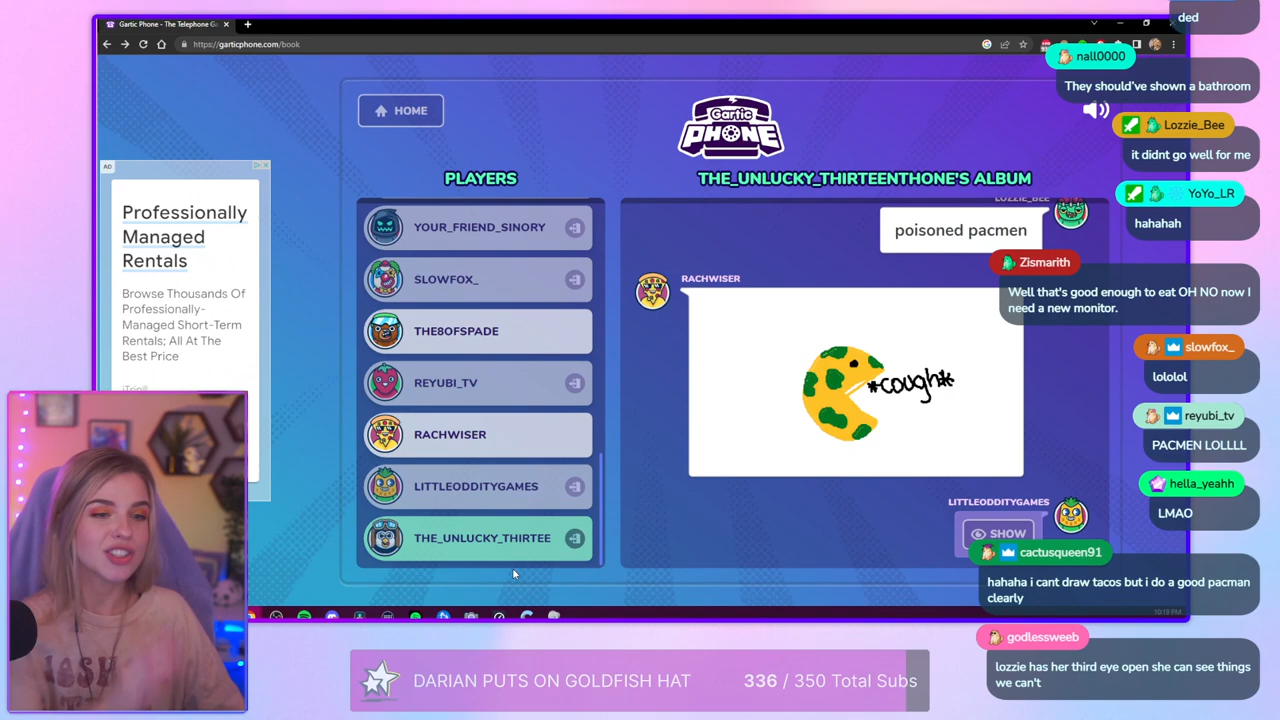 Gartic Phone - The Telephone Ga
https://garticphone.com/book
HOME
Gartic
PHONE
PLAYERS
YOUR_FRIEND_SINORY
SLOWFOX_
THE8OFSPADE
REYUBI_TV
RACHWISER
LITTLEODDITYGAMES
THE_UNLUCKY_THIRTEE
THE_UNLUCKY_THIRTEENTHONE'S ALBUM
LOZZIE_BEE
poisoned pacmen
RACHWISER
*cough*
LITTLEODDITYGAMES
SHOW
AD
Professionally
Managed
Rentals
Browse Thousands Of
Professionally-
Managed Short-Term
Rentals; All At The
Best Price
10:19 PM
DARIAN PUTS ON GOLDFISH HAT
336 / 350 Total Subs
ded
nall0000
They should've shown a bathroom
Lozzie_Bee
it didnt go well for me
YoYo_LR
hahahah
Zismarith
Well that's good enough to eat OH NO now I
need a new monitor.
slowfox_
lololol
reyubi_tv
PACMEN LOLLLL
hella_yeahh
LMAO
cactusqueen91
hahaha i cant draw tacos but i do a good pacman
clearly
godlessweeb
lozzie has her third eye open she can see things
we can't